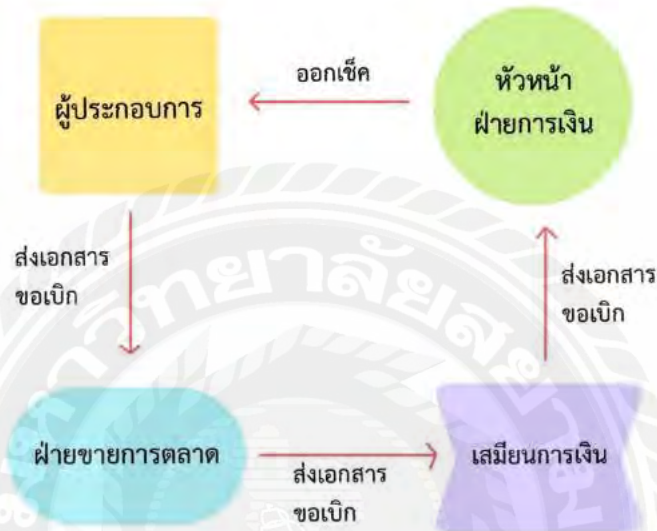 ออกเช็ค
ผู้ประกอบการ
หัวหน้า
ฝ่ายการเงิน
ส่งเอกสาร
ขอเบิก
ส่งเอกสาร
ขอเบิก
ฝ่ายขายการตลาด
เสมียนการเงิน
ส่งเอกสาร
ขอเบิก